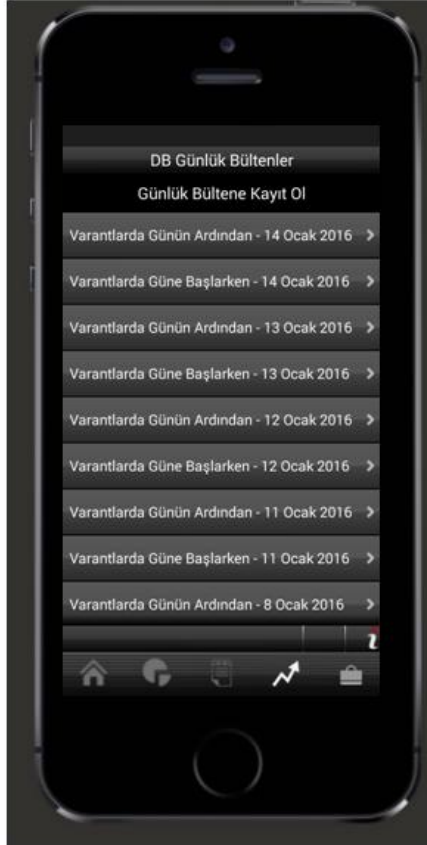 DB Günlük Bültenler
Günlük Bültene Kayıt Ol
Varantlarda Günün Ardından - 14 Ocak 2016
Varantlarda Güne Başlarken - 14 Ocak 2016
Varantlarda Günün Ardından - 13 Ocak 2016
Varantlarda Güne Başlarken - 13 Ocak 2016
Varantlarda Günün Ardından - 12 Ocak 2016
Varantlarda Güne Başlarken - 12 Ocak 2016
Varantlarda Günün Ardından - 11 Ocak 2016
Varantlarda Güne Başlarken - 11 Ocak 2016
Varantlarda Günün Ardından - 8 Ocak 2016
i